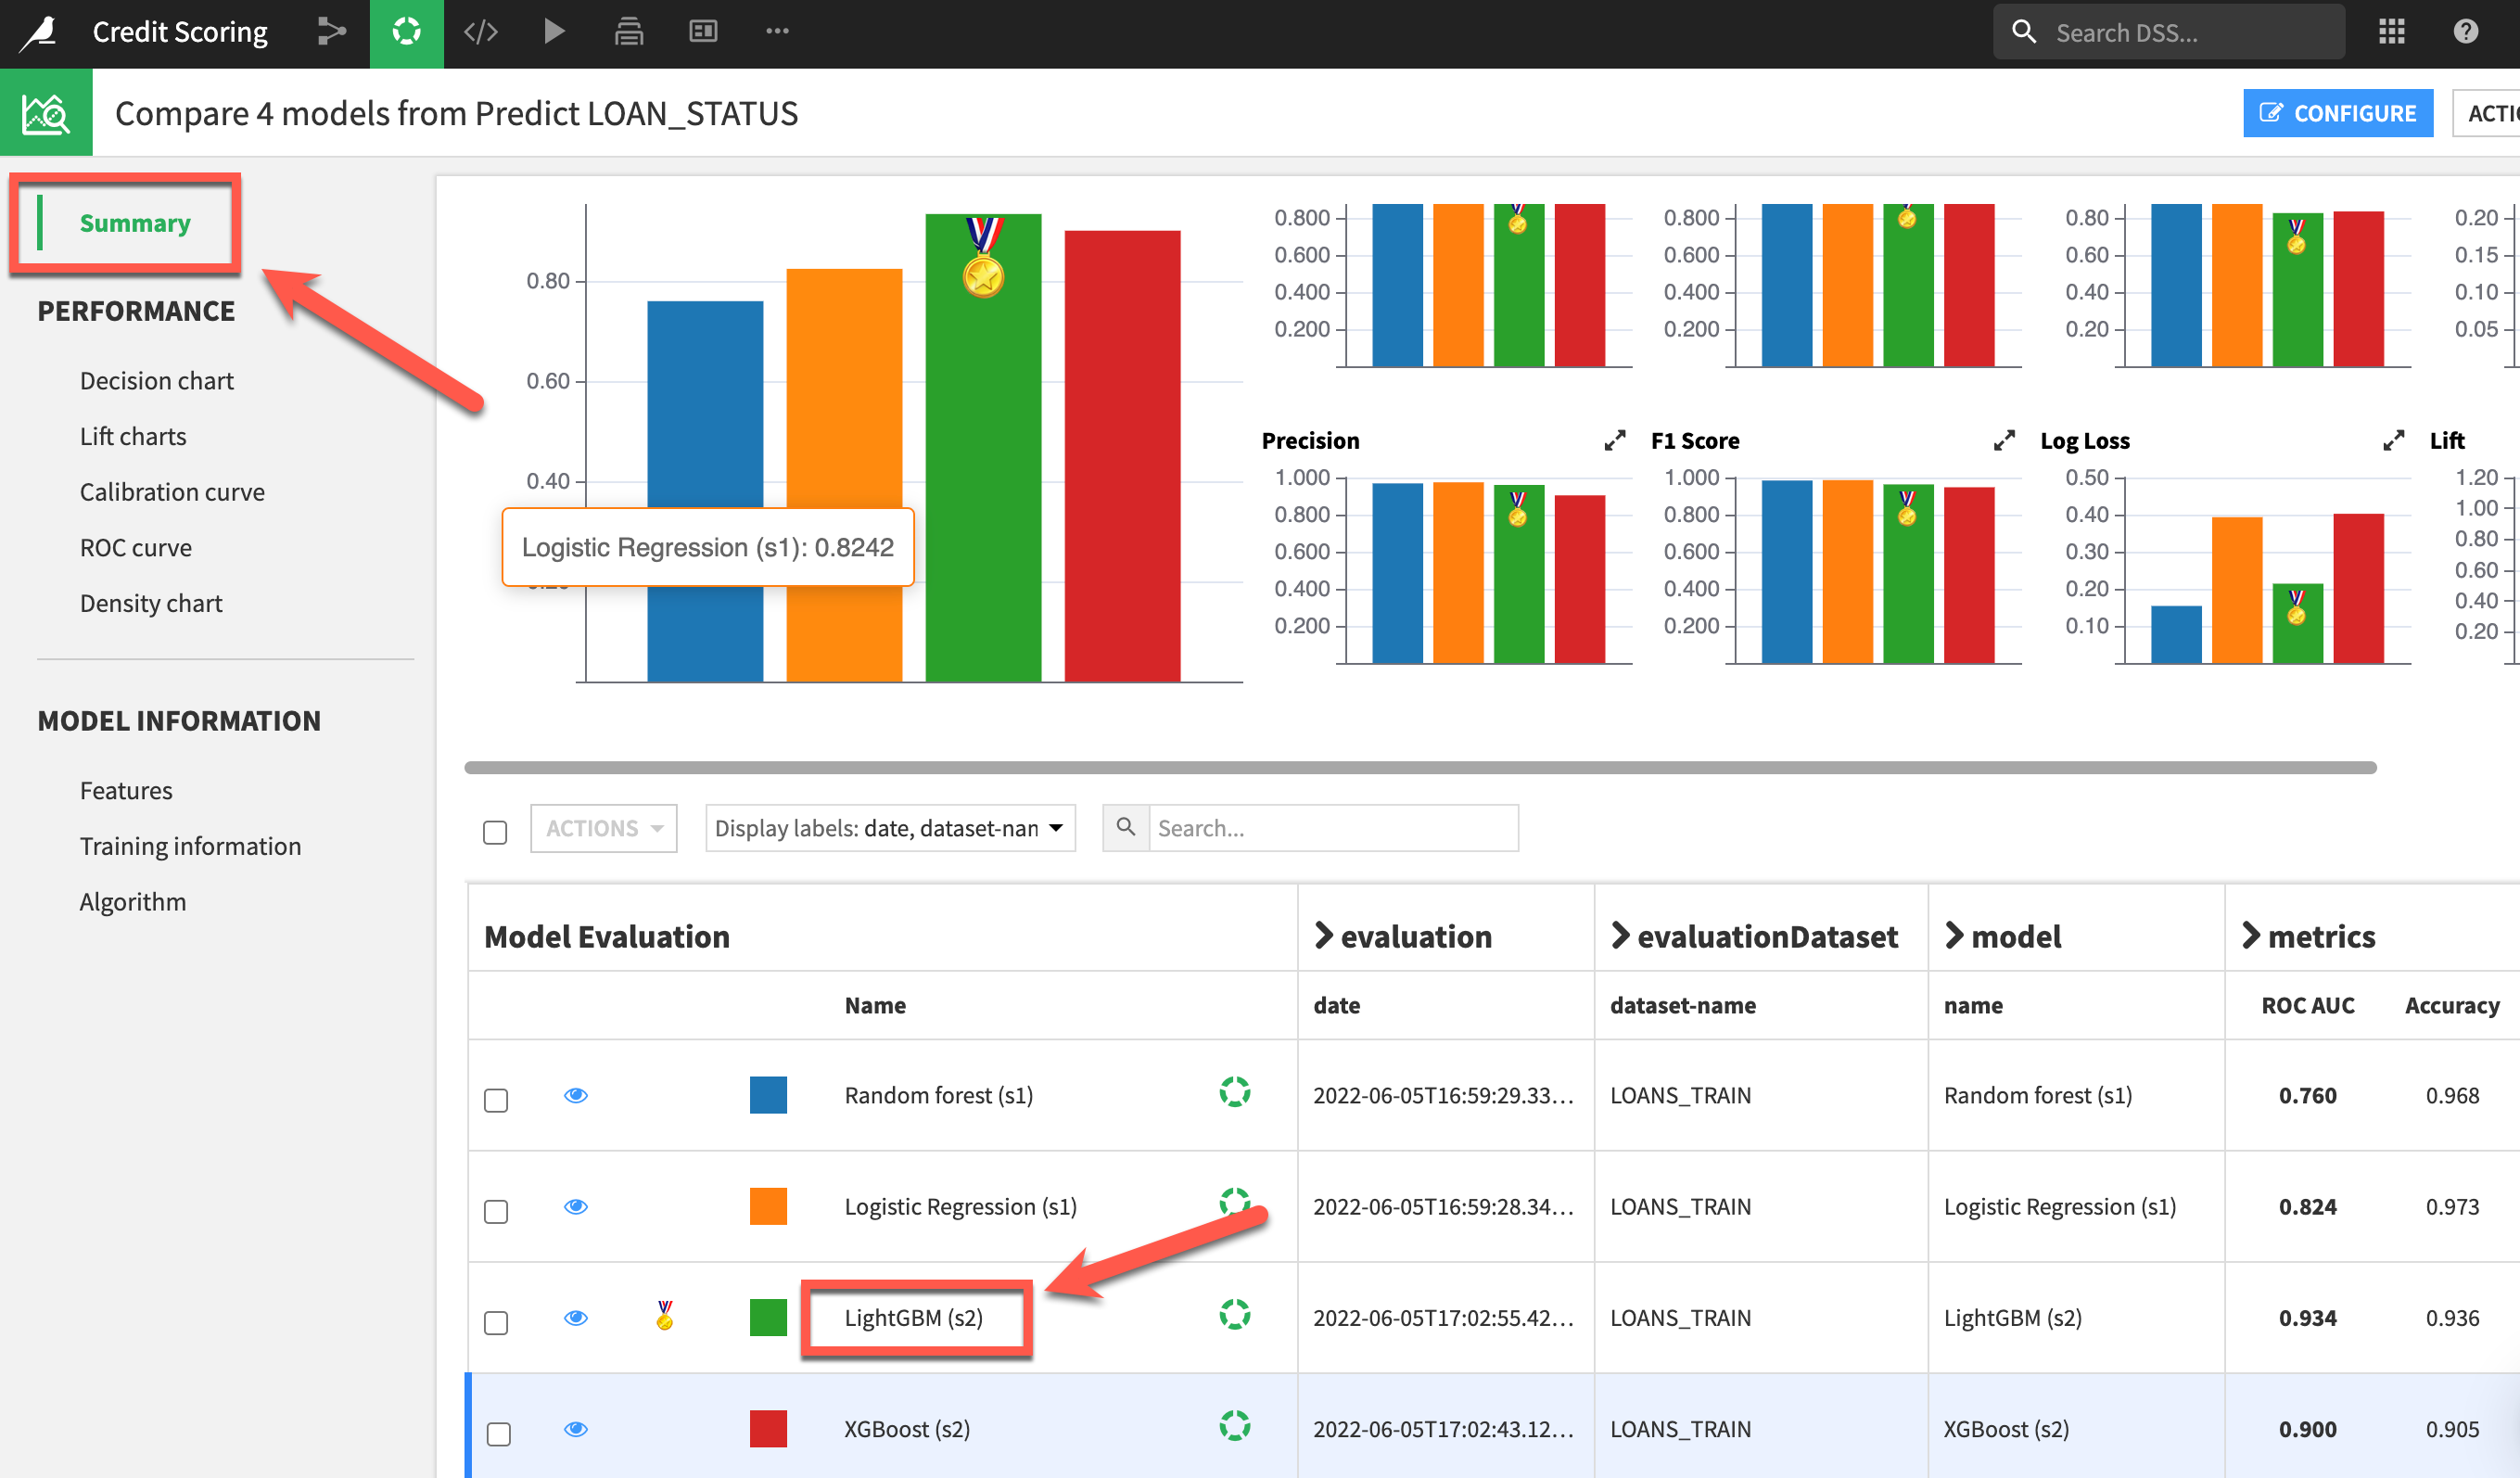 Credit Scoring
Search DSS...
Compare 4 models from Predict LOAN_STATUS
CONFIGURE
Summary
PERFORMANCE
Decision chart
Lift charts
Calibration curve
ROC curve
Density chart
MODEL INFORMATION
Features
Training information
Algorithm
0.80
0.60
0.40
Logistic Regression (s1): 0.8242
0.800
0.600
0.400
0.200
0.800
0.600
0.400
0.200
0.80
0.60
0.40
0.20
0.20
0.15
0.10
0.05
Precision
1.000
0.800
0.600
0.400
0.200
F1 Score
1.000
0.800
0.600
0.400
0.200
Log Loss
0.50
0.40
0.30
0.20
0.10
Lift
1.20
1.00
0.80
0.60
0.40
0.20
ACTIONS
Display labels: date, dataset-nan
Search...
Model Evaluation evaluation evaluationDataset model metrics
Name date dataset-name name ROC AUC Accuracy
Random forest (s1) 2022-06-05T16:59:29.33... LOANS_TRAIN Random forest (s1) 0.760 0.968
Logistic Regression (s1) 2022-06-05T16:59:28.34... LOANS_TRAIN Logistic Regression (s1) 0.824 0.973
LightGBM (s2) 2022-06-05T17:02:55.42... LOANS_TRAIN LightGBM (s2) 0.934 0.936
XGBoost (s2) 2022-06-05T17:02:43.12... LOANS_TRAIN XGBoost (s2) 0.900 0.905